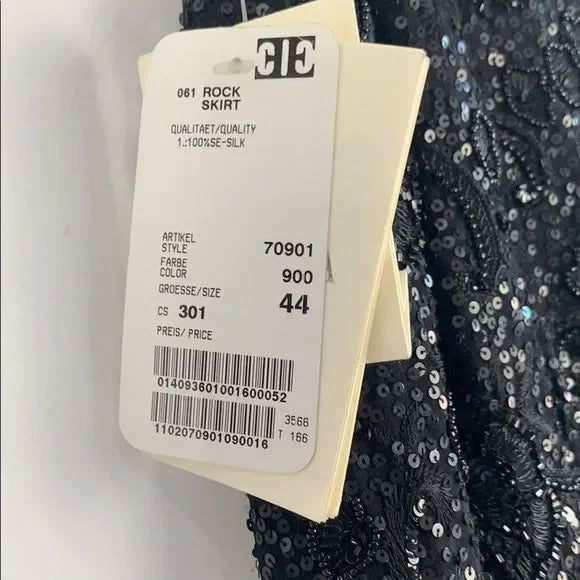 061 ROCK
SKIRT
QUALITAET/QUALITY
1.:100%SE-SILK
ARTIKEL
STYLE 70901
FARBE
COLOR 900
GROESSE/SIZE 44
CS 301
PREIS/ PRICE
014093601001600052
3566
1102070901090016 T 166